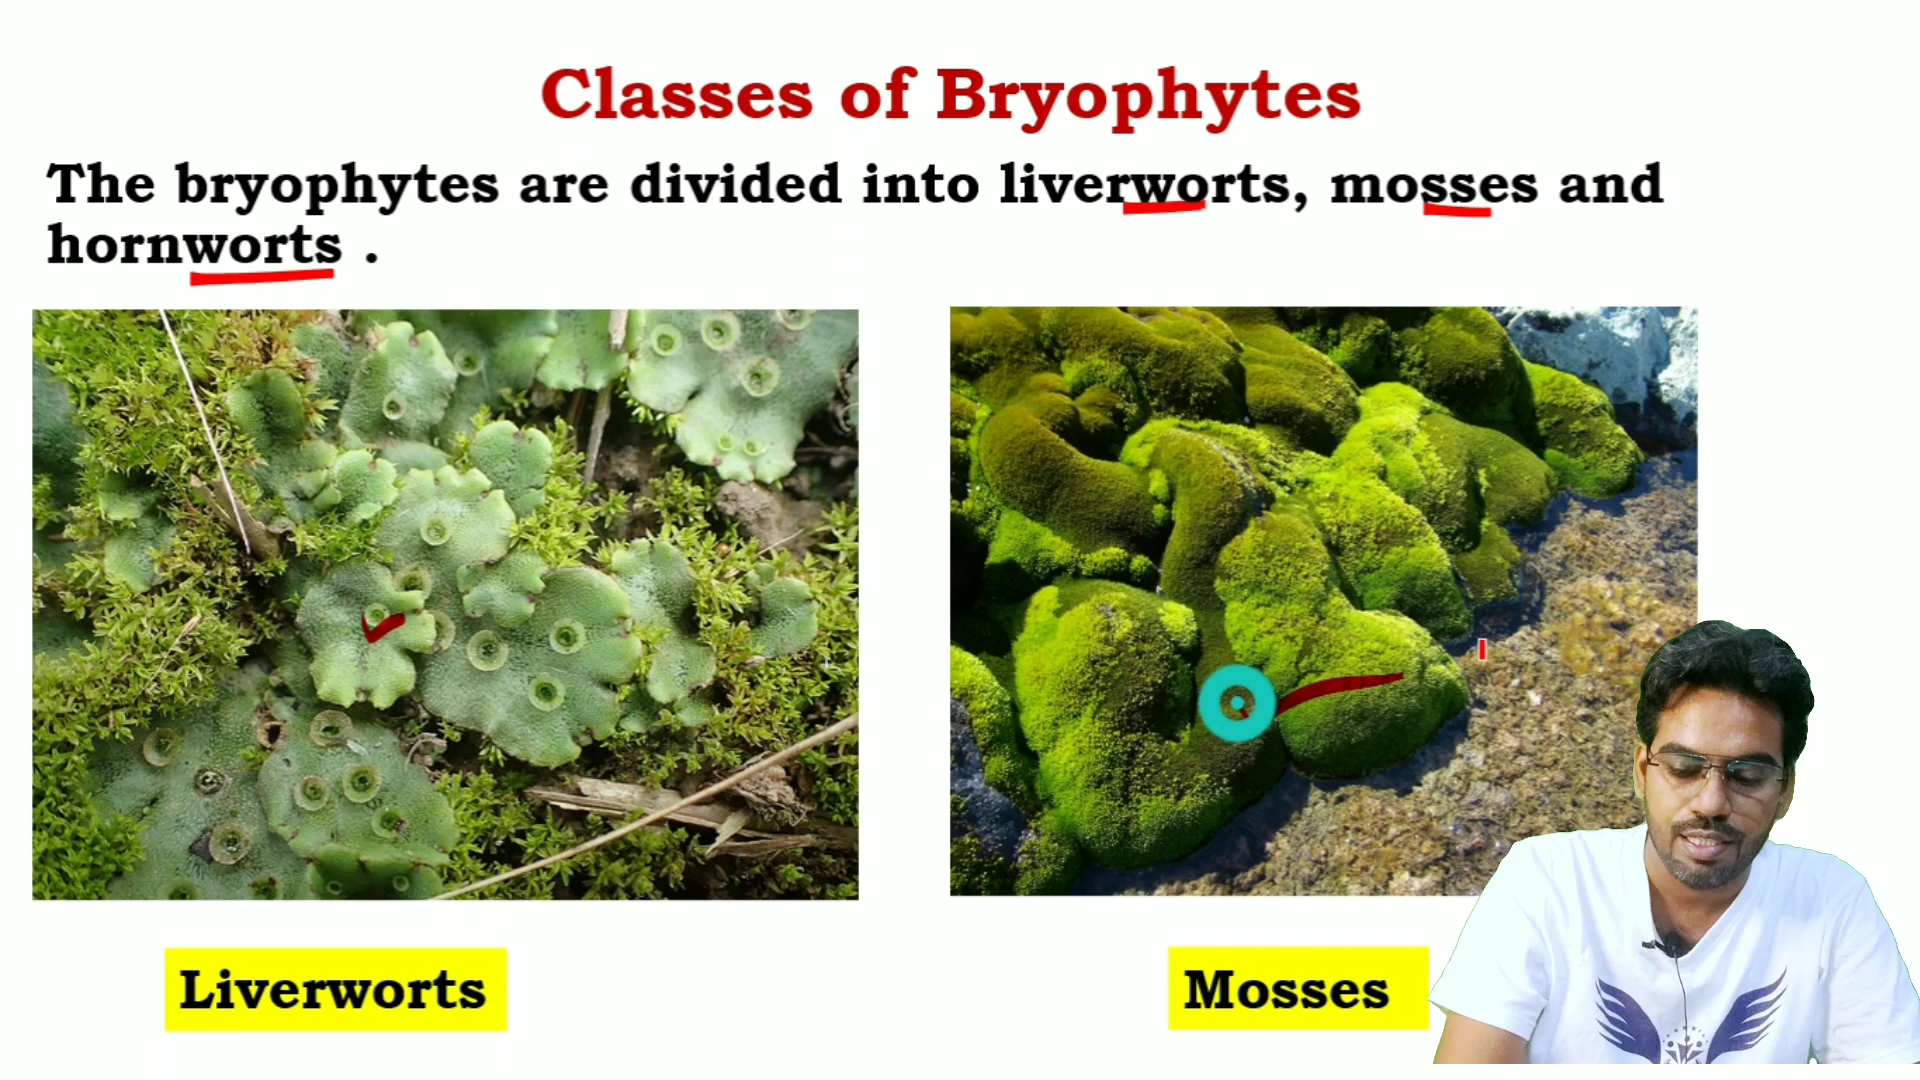 Classes of Bryophytes
The bryophytes are divided into liverworts, mosses and
hornworts .
Liverworts
Mosses